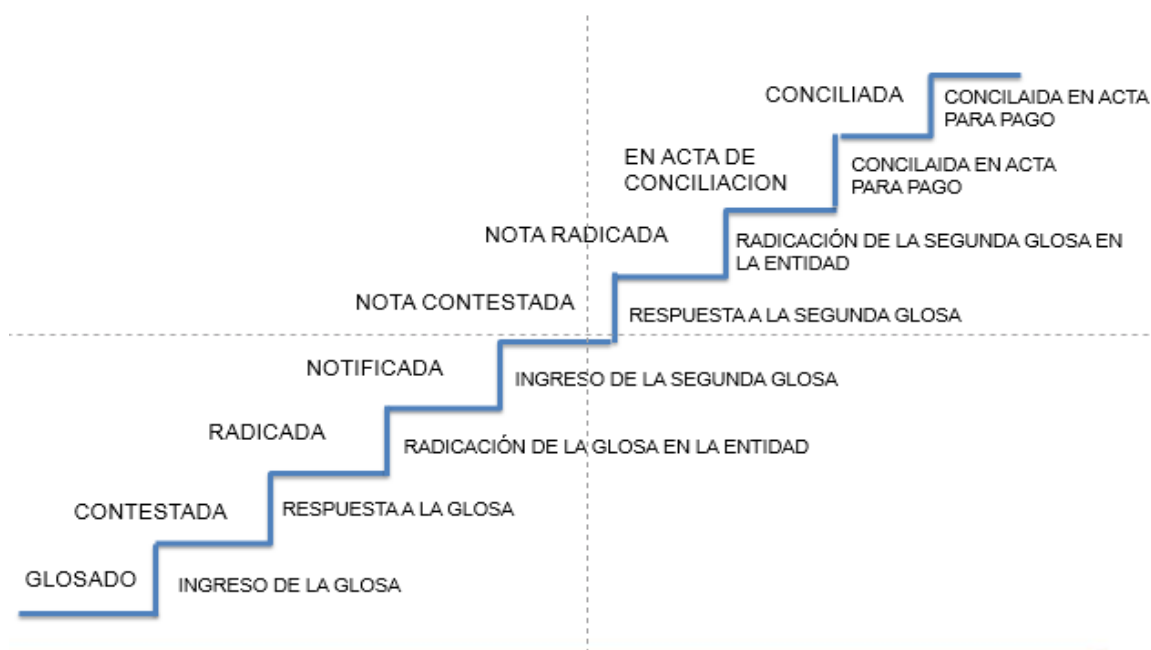 CONCILIADA
CONCILAIDA EN ACTA
PARA PAGO
EN ACTA DE
CONCILIACION
CONCILAIDA EN ACTA
PARA PAGO
NOTA RADICADA
RADICACIÓN DE LA SEGUNDA GLOSA EN
LA ENTIDAD
NOTA CONTESTADA
RESPUESTA A LA SEGUNDA GLOSA
NOTIFICADA
INGRESO DE LA SEGUNDA GLOSA
RADICADA
RADICACIÓN DE LA GLOSA EN LA ENTIDAD
CONTESTADA
RESPUESTA A LA GLOSA
GLOSADO
INGRESO DE LA GLOSA